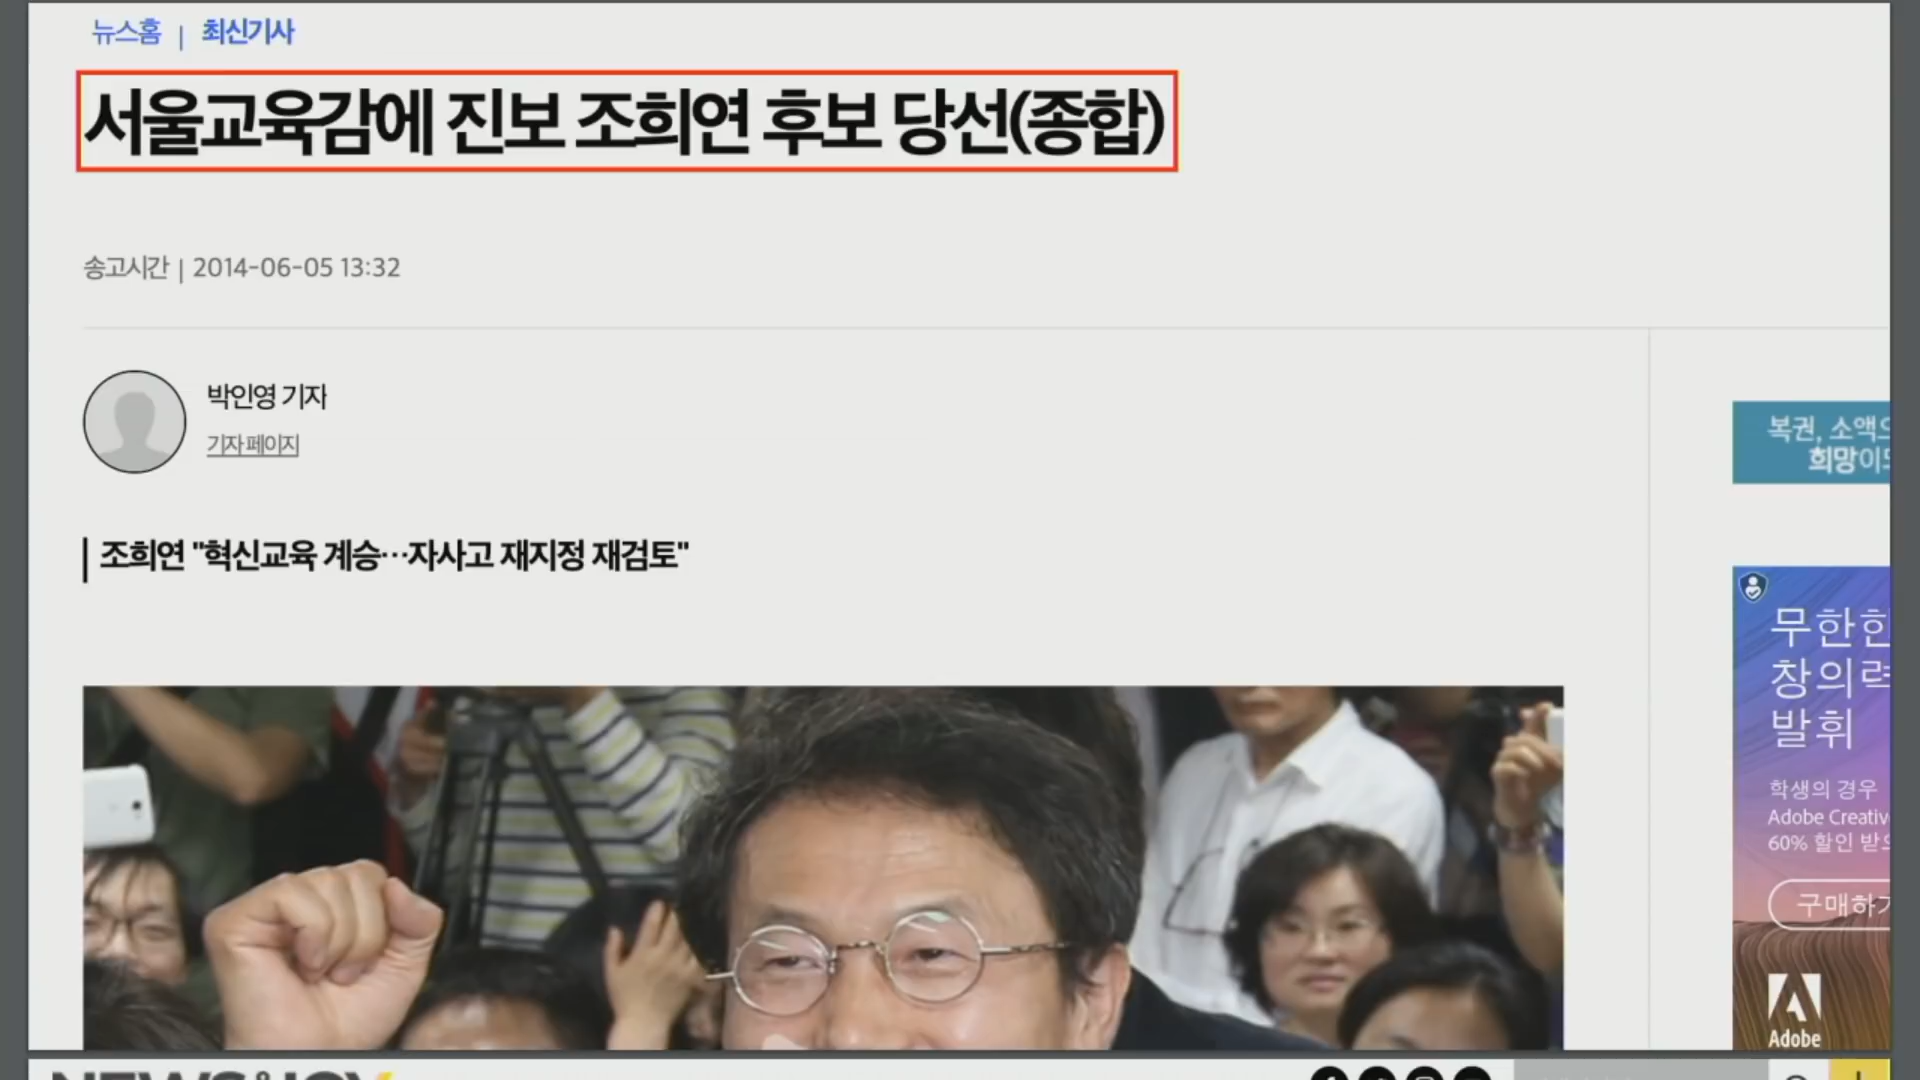 뉴스홈 | 최신기사
서울교육감에 진보 조희연 후보 당선(종합)
송고시간 | 2014-06-05 13:32
박인영 기자
기자 페이지
조희연 "혁신교육 계승…자사고 재지정 재검토"
복권, 소액으
희망이
무한한
창의력
발휘
학생의 경우
Adobe Creativ
60% 할인 받으
구매하기
Adobe